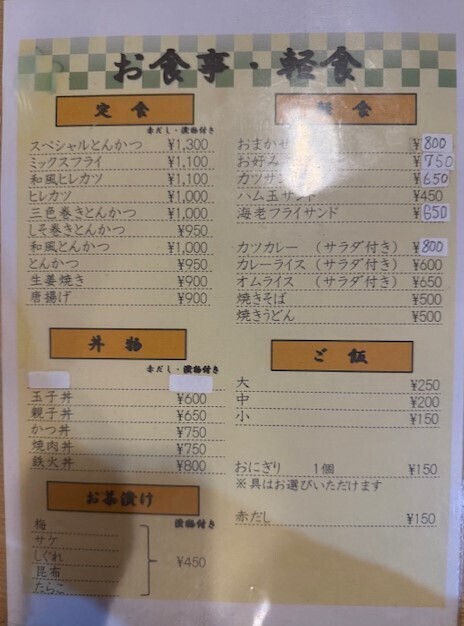 お食事・軽食
定食
赤だし・漬物付き
スペシャルとんかつ ¥1,300
ミックスフライ ¥1,100
和風ヒレカツ ¥1,100
ヒレカツ ¥1,000
三色巻きとんかつ ¥1,000
しそ巻きとんかつ ¥950
和風とんかつ ¥1,000
とんかつ ¥950
生姜焼き ¥900
唐揚げ ¥900
丼物
赤だし・漬物付き
玉子丼 ¥600
親子丼 ¥650
かつ丼 ¥750
焼肉丼 ¥750
鉄火丼 ¥800
お茶漬け
漬物付き
梅
サケ
しぐれ
昆布
たらこ
¥450
軽食
おまかせ ¥800
お好み ¥750
カツサンド ¥650
ハム玉サンド ¥450
海老フライサンド ¥650
カツカレー (サラダ付き) ¥800
カレーライス (サラダ付き) ¥600
オムライス (サラダ付き) ¥650
焼きそば ¥500
焼きうどん ¥500
ご飯
大 ¥250
中 ¥200
小 ¥150
おにぎり 1個 ¥150
※具はお選びいただけます
赤だし ¥150